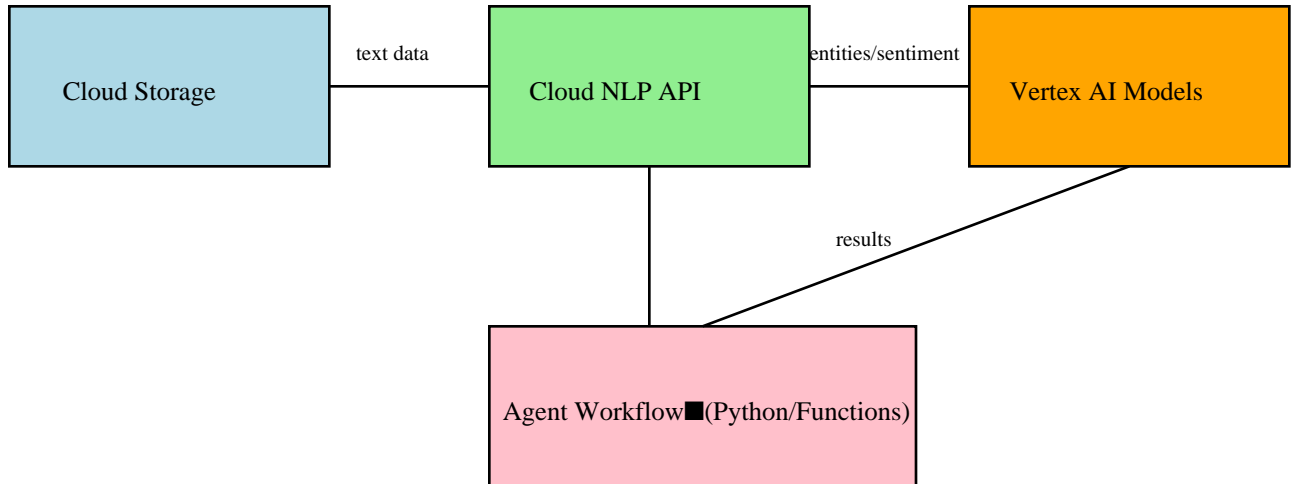 text data
entities/sentiment
Cloud Storage
Cloud NLP API
Vertex AI Models
results
Agent Workflow■(Python/Functions)